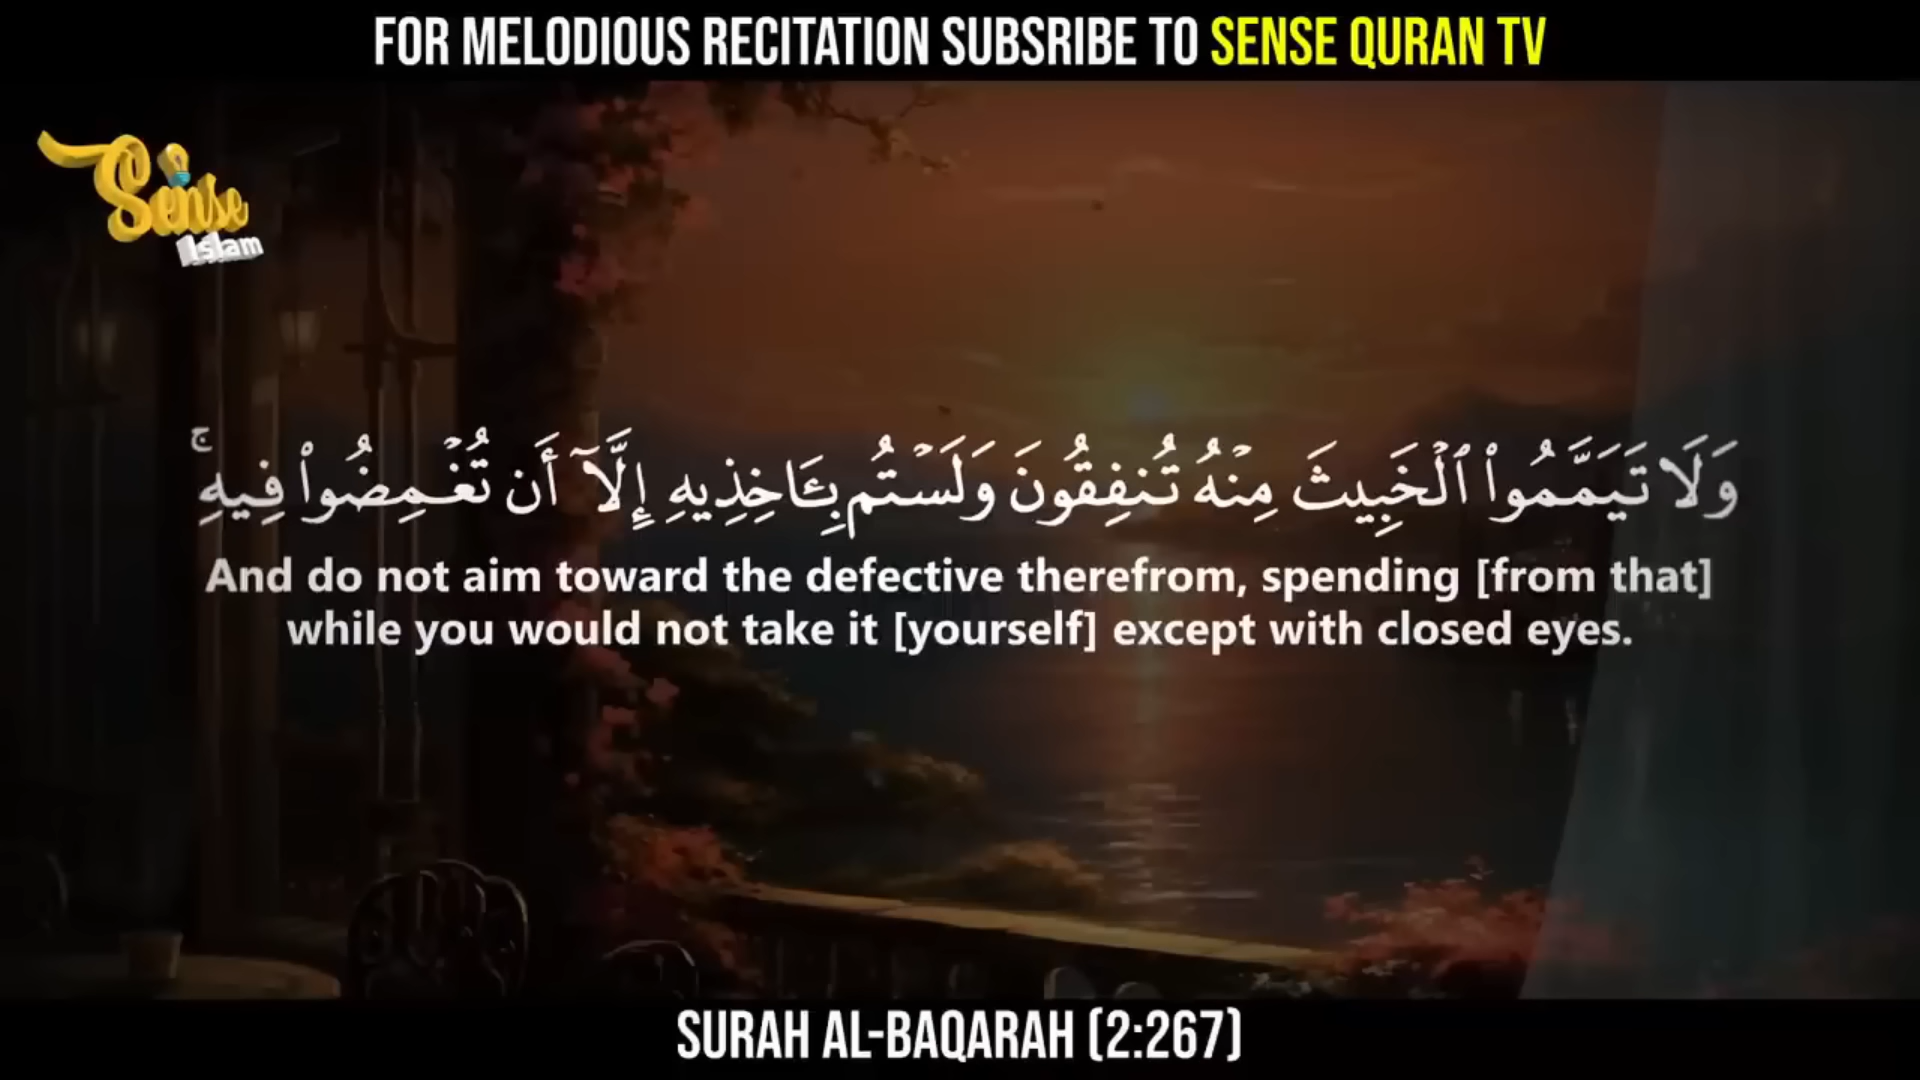 FOR MELODIOUS RECITATION SUBSRIBE TO SENSE QURAN TV
Sense
Islam
وَلَا تَيَمَّمُوا۟ ٱلْخَبِيثَ مِنْهُ تُنفِقُونَ وَلَسْتُم بِـَٔاخِذِيهِ إِلَّآ أَن تُغْمِضُوا۟ فِيهِ ۚ
And do not aim toward the defective therefrom, spending [from that]
while you would not take it [yourself] except with closed eyes.
SURAH AL-BAQARAH (2:267)